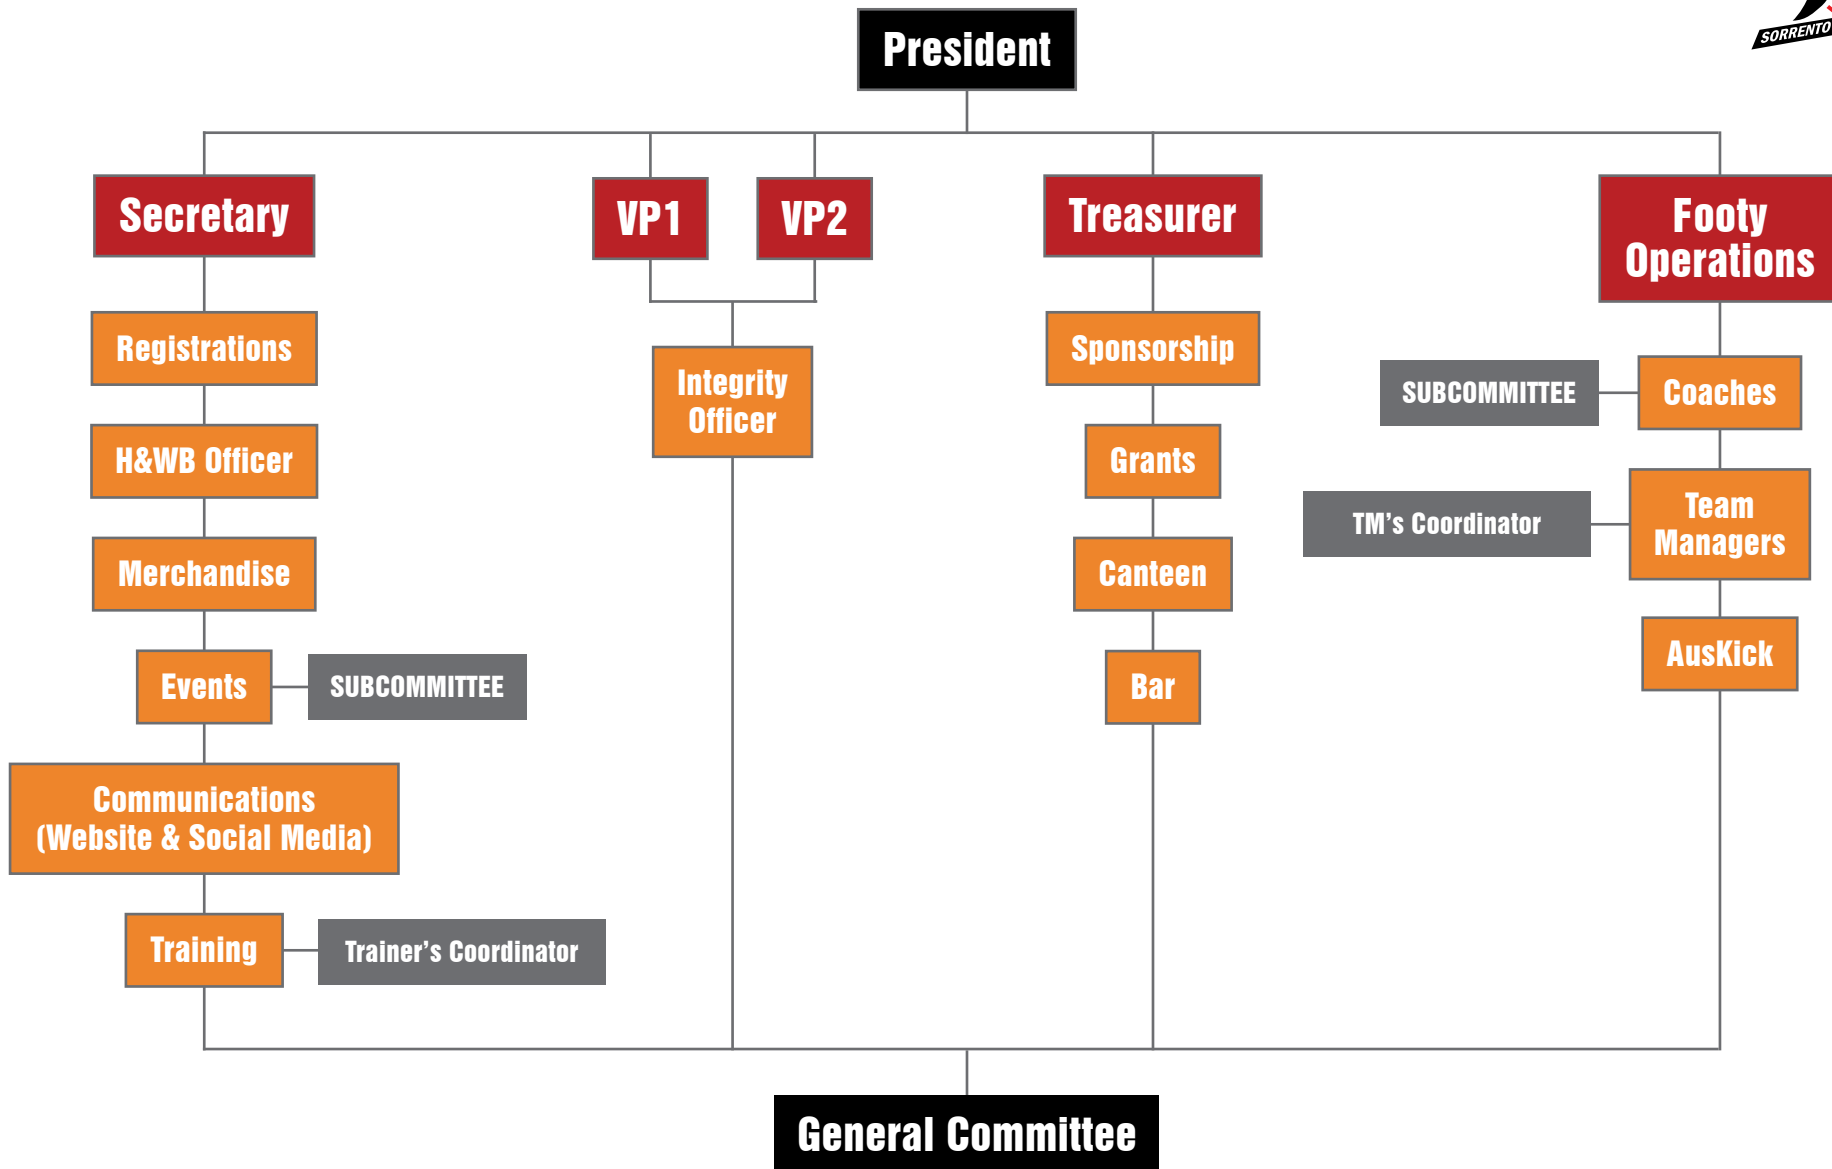 SORRENTO
President
Secretary
VP1
VP2
Treasurer
Footy
Operations
Registrations
H&WB Officer
Merchandise
Events
SUBCOMMITTEE
Communications
(Website & Social Media)
Training
Trainer’s Coordinator
Integrity
Officer
Sponsorship
Grants
Canteen
Bar
SUBCOMMITTEE
Coaches
TM’s Coordinator
Team
Managers
AusKick
General Committee